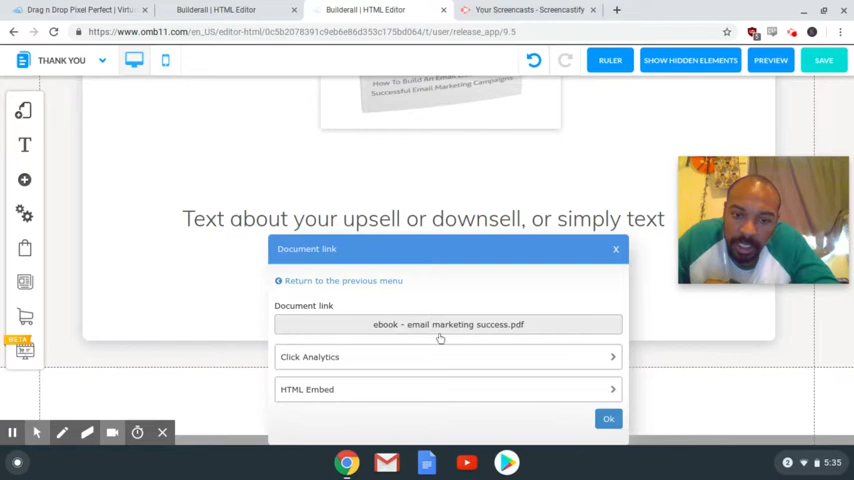 Drag n Drop Pixel Perfect | Virtu
Builderall | HTML Editor
Builderall | HTML Editor
Your Screencasts - Screencastify
https://www.omb11.com/en_US/editor-html/0c5b2078391c6e86d353c175bd064/t/user/release_app/9.5
THANK YOU
RULER
SHOW HIDDEN ELEMENTS
PREVIEW
SAVE
How To Build An Email
Successful Email Marketing Campaigns
Text about your upsell or downsell, or simply text
Document link
X
Return to the previous menu
Document link
ebook - email marketing success.pdf
Click Analytics
HTML Embed
Ok
BETA
2
5:35